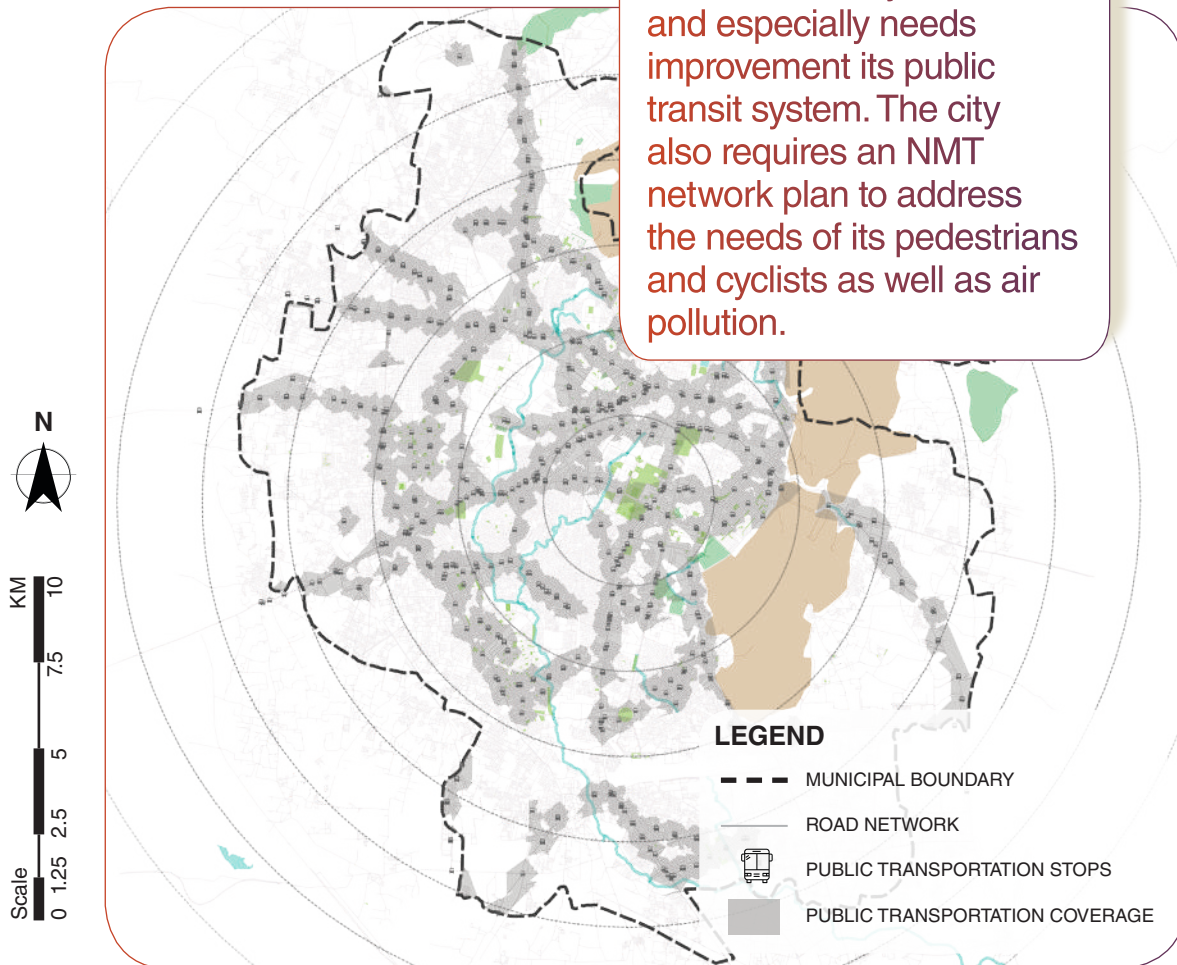 and especially needs
improvement its public
transit system. The city
also requires an NMT
network plan to address
the needs of its pedestrians
and cyclists as well as air
pollution.
N
KM
10
7.5
5
2.5
1.25
0
Scale
LEGEND
MUNICIPAL BOUNDARY
ROAD NETWORK
PUBLIC TRANSPORTATION STOPS
PUBLIC TRANSPORTATION COVERAGE